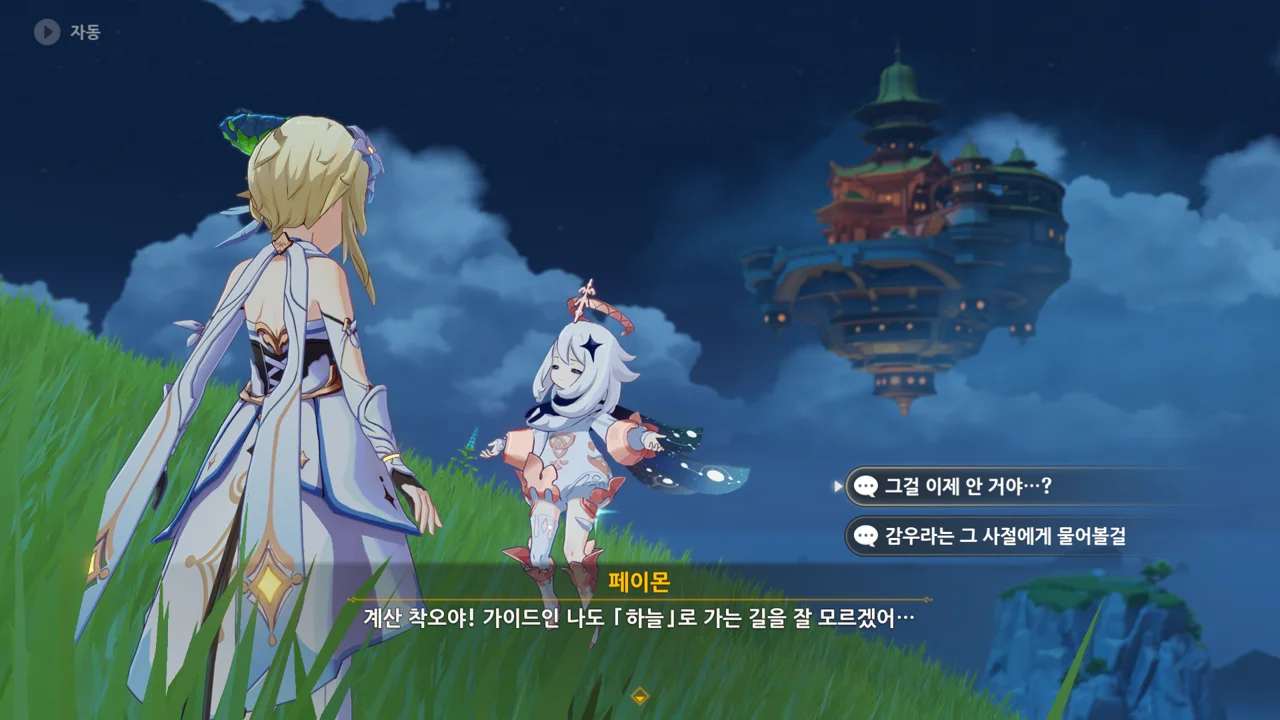 자동
그걸 이제 안 거야…?
감우라는 그 사절에게 물어볼걸
페이몬
계산 착오야! 가이드인 나도 「하늘」로 가는 길을 잘 모르겠어…